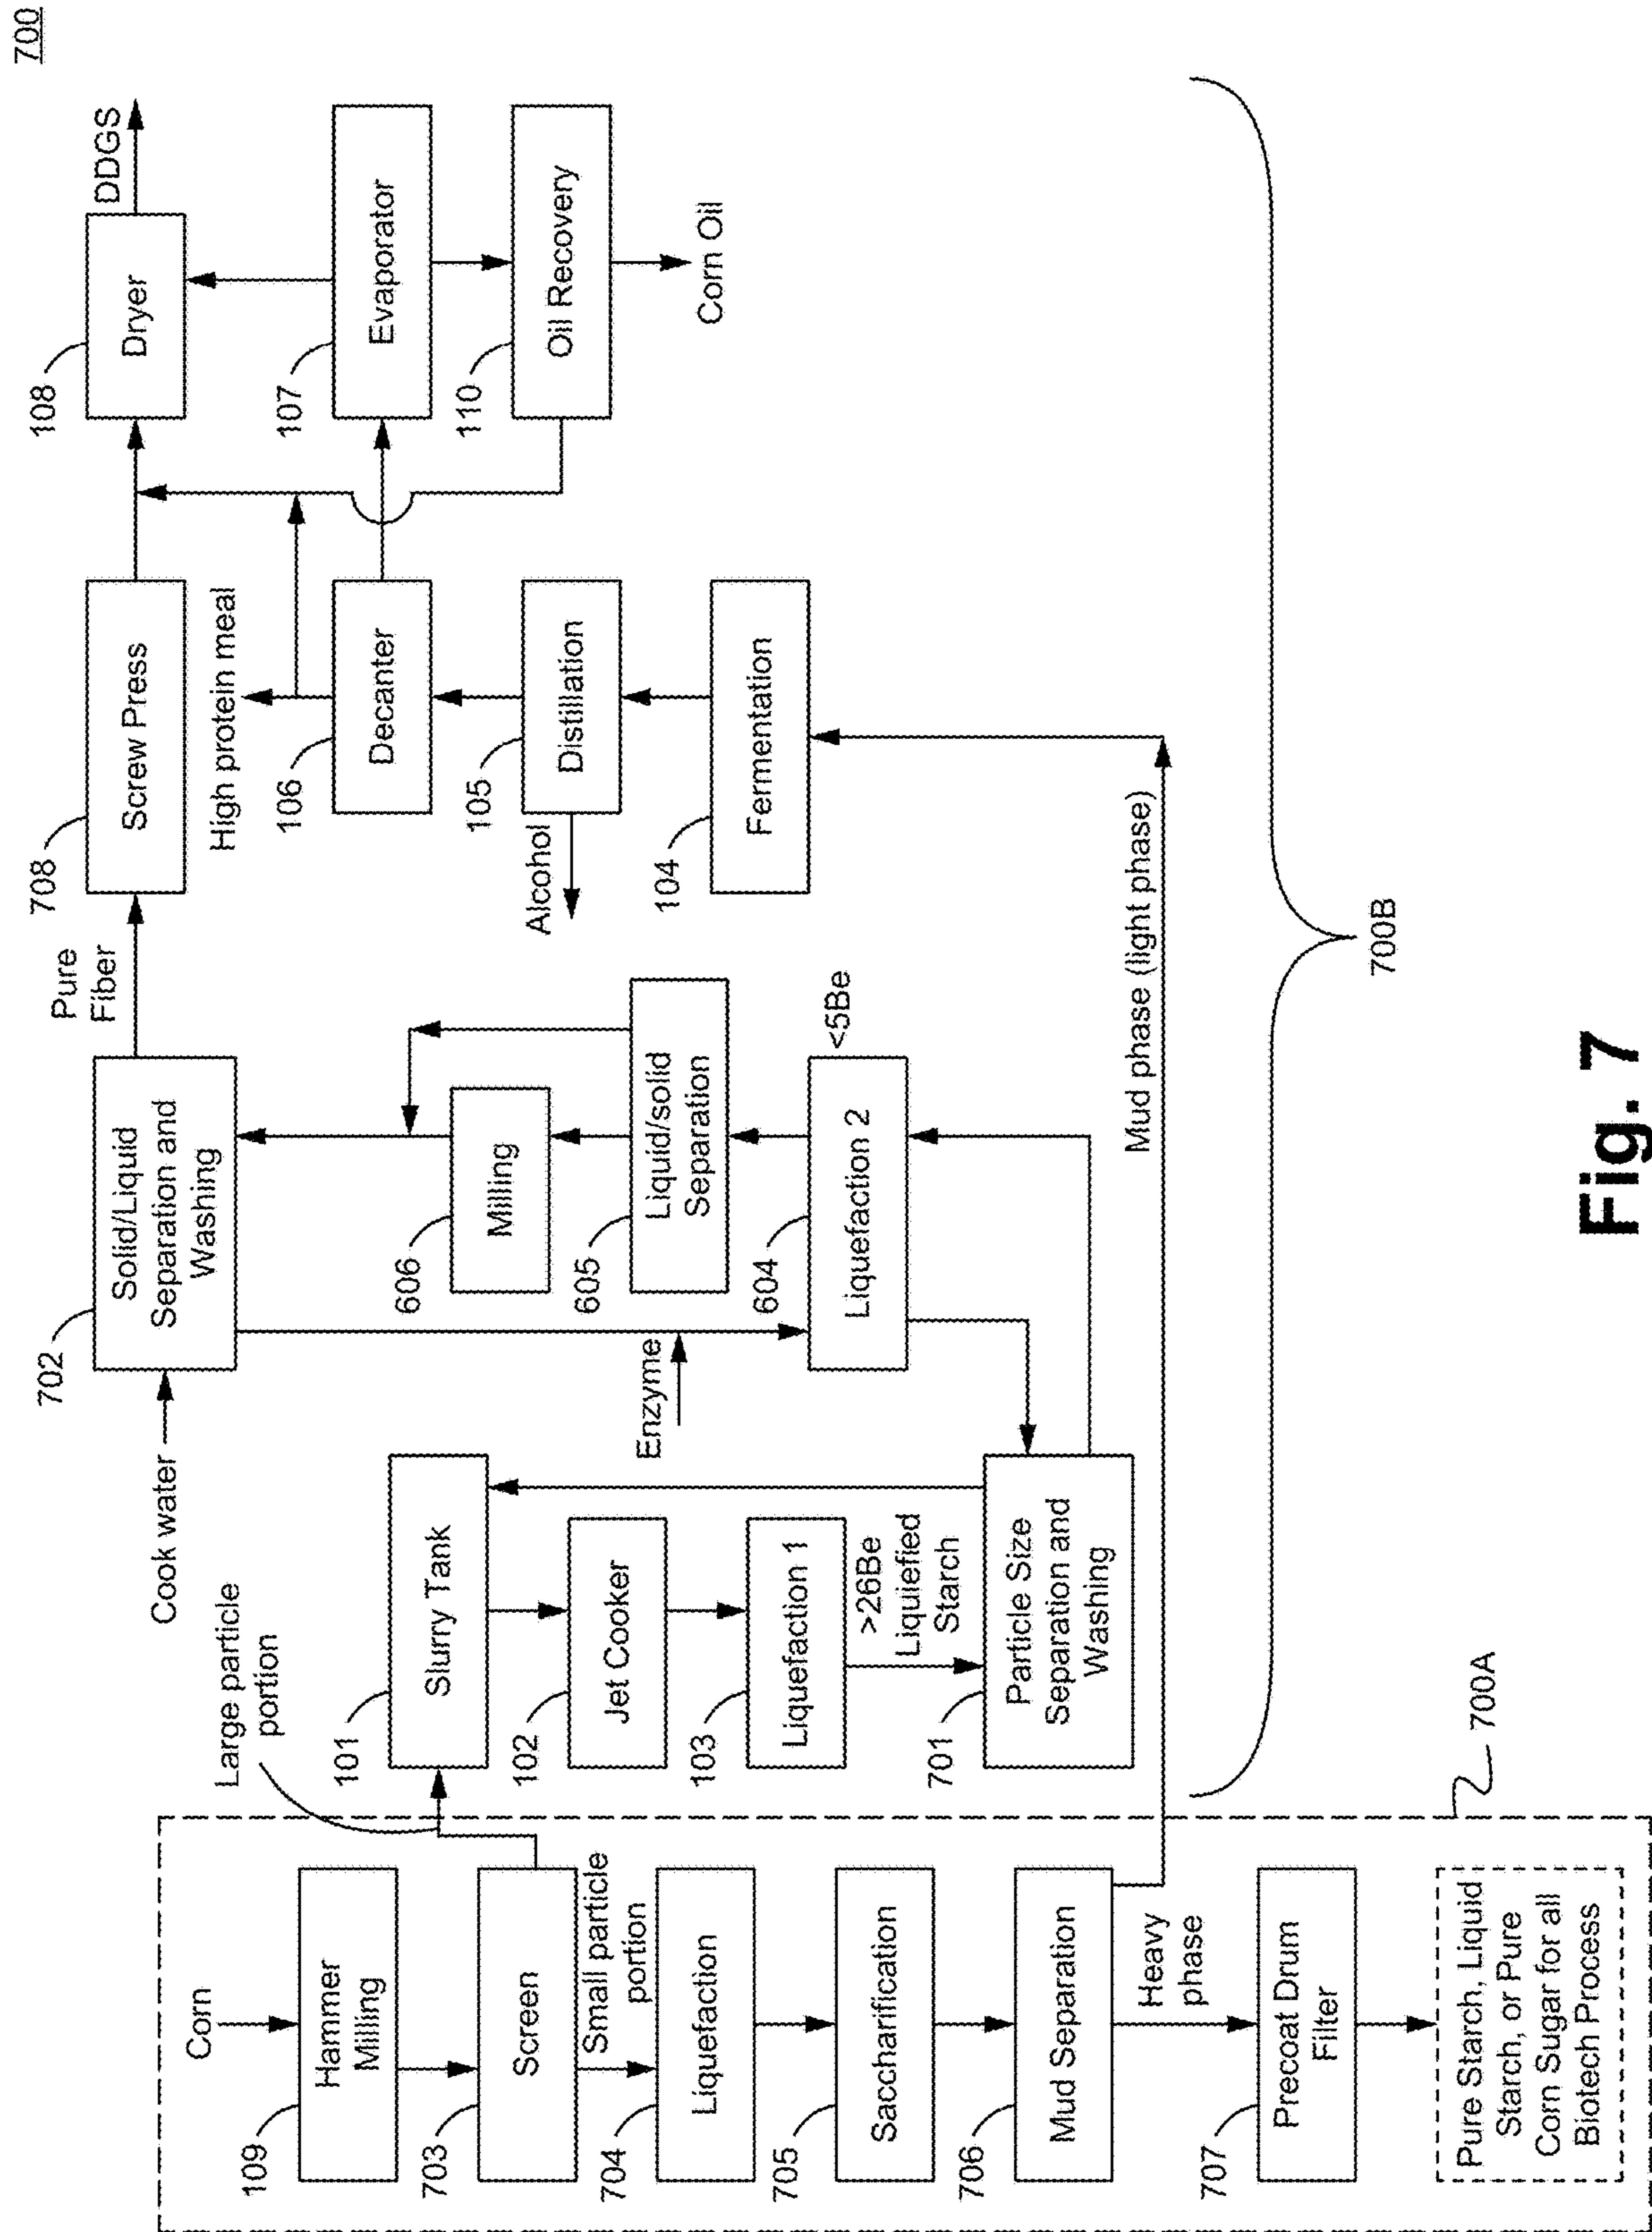 700
Corn
109
Hammer
Milling
703
Screen
Large particle
portion
Small particle
portion
704
Liquefaction
705
Saccharification
706
Mud Separation
Heavy
phase
707
Precoat Drum
Filter
Pure Starch, Liquid
Starch, or Pure
Corn Sugar for all
Biotech Process
700A
101
Slurry Tank
102
Jet Cooker
103
Liquefaction 1
>26Be
Liquiefied
Starch
701
Particle Size
Separation and
Washing
Cook water
702
Solid/Liquid
Separation and
Washing
606
Milling
605
Liquid/solid
Separation
Enzyme
604
Liquefaction 2
<5Be
Mud phase (light phase)
Pure
Fiber
708
Screw Press
High protein meal
106
Decanter
105
Distillation
Alcohol
104
Fermentation
108
Dryer
DDGS
107
Evaporator
110
Oil Recovery
Corn Oil
700B
Fig. 7